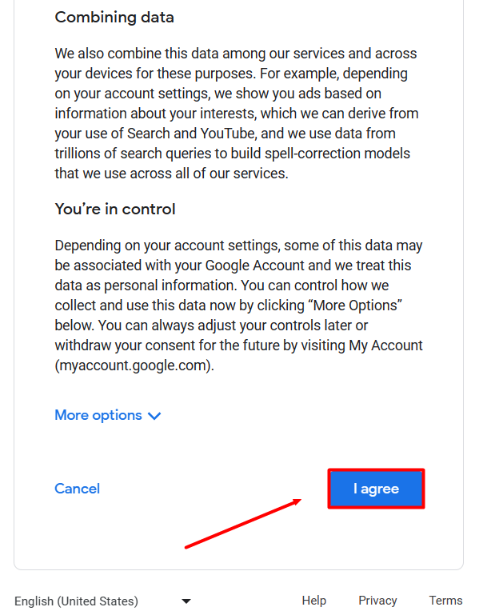 Combining data
We also combine this data among our services and across
your devices for these purposes. For example, depending
on your account settings, we show you ads based on
information about your interests, which we can derive from
your use of Search and YouTube, and we use data from
trillions of search queries to build spell-correction models
that we use across all of our services.
You’re in control
Depending on your account settings, some of this data may
be associated with your Google Account and we treat this
data as personal information. You can control how we
collect and use this data now by clicking “More Options”
below. You can always adjust your controls later or
withdraw your consent for the future by visiting My Account
(myaccount.google.com).
More options
Cancel I agree
English (United States) Help Privacy Terms